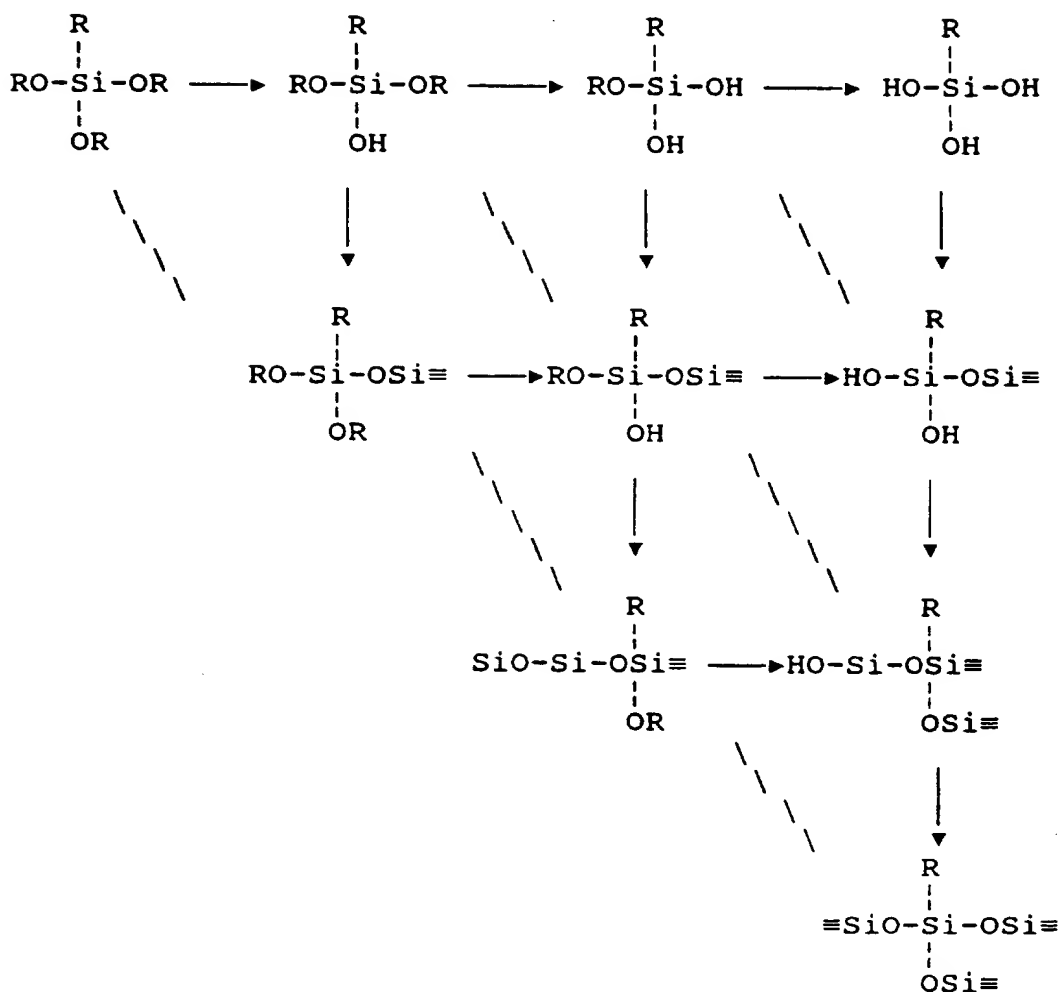 R R R R
RO-Si-OR RO-Si-OR RO-Si-OH HO-Si-OH
OR OH OH OH
R R R
RO-Si-OSi≡ RO-Si-OSi≡ HO-Si-OSi≡
OR OH OH
R R
SiO-Si-OSi≡ HO-Si-OSi≡
OR OSi≡
R
≡SiO-Si-OSi≡
OSi≡